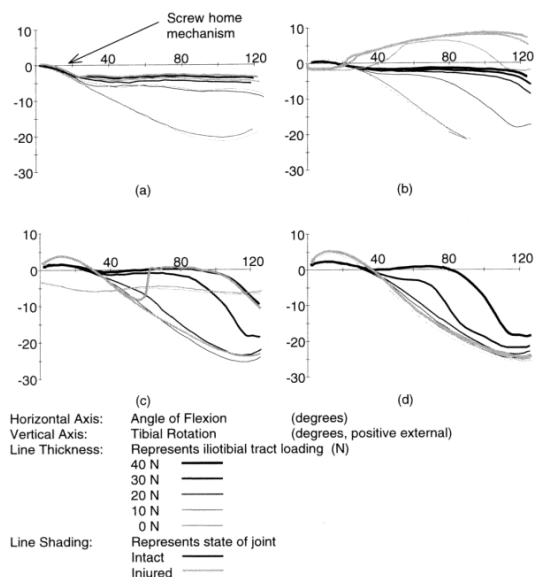 Screw home
mechanism
10
0
-10
-20
-30
40
80
120
(a)
10
0
-10
-20
-30
40
80
120
(b)
10
0
-10
-20
-30
40
80
120
(c)
10
0
-10
-20
-30
40
80
120
(d)
Horizontal Axis: Angle of Flexion (degrees)
Vertical Axis: Tibial Rotation (degrees, positive external)
Line Thickness: Represents iliotibial tract loading (N)
40 N
30 N
20 N
10 N
0 N
Line Shading: Represents state of joint
Intact
Injured